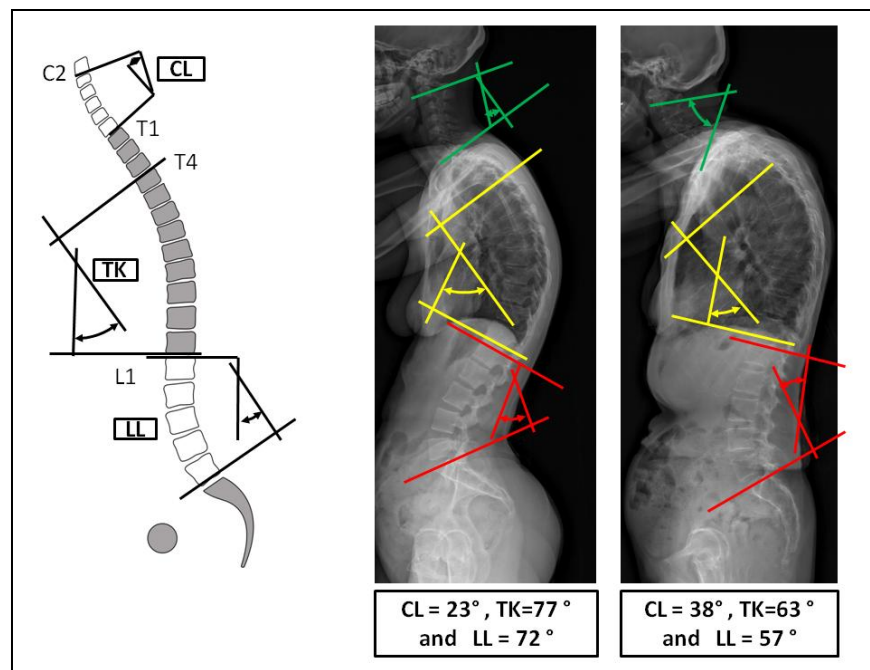 C2
CL
T1
T4
TK
L1
LL
CL = 23° , TK=77 °
and LL = 72 °
CL = 38° , TK=63 °
and LL = 57 °